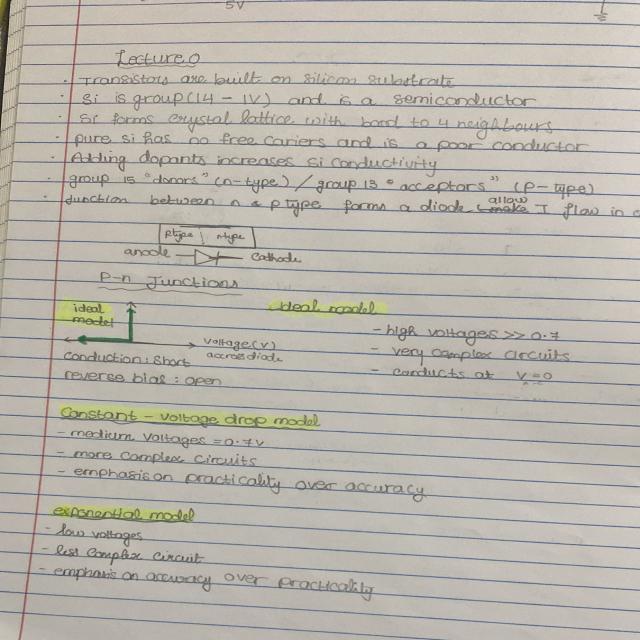 5V
Lecture 0
· Transistors are built on silicon substrate
· Si is group (14 - IV) and is a semiconductor
· Si forms crystal lattice with bond to 4 neighbours
pure si has no free cariers and is a poor conductor
· Adding dopants increases si conductivity
· group 15 "donors" (n-type) / group 13 "acceptors" (p-type)
allow
· Junction between n & p type forms a diode. make I flow in
Ptype | ntype
anode cathode
P-n Junctions
ideal model
ideal
model
- high voltages >> 0.7
voltage (v)
across diode
- very complex circuits
conduction: short
- conducts at V=0
reverse bias: open
Constant - voltage drop model
- medium voltages = 0.7V
- more complex circuits
- emphasis on practicality over accuracy
exponential model
- low voltages
- less complex circuit
- emphasis on accuracy over practicality